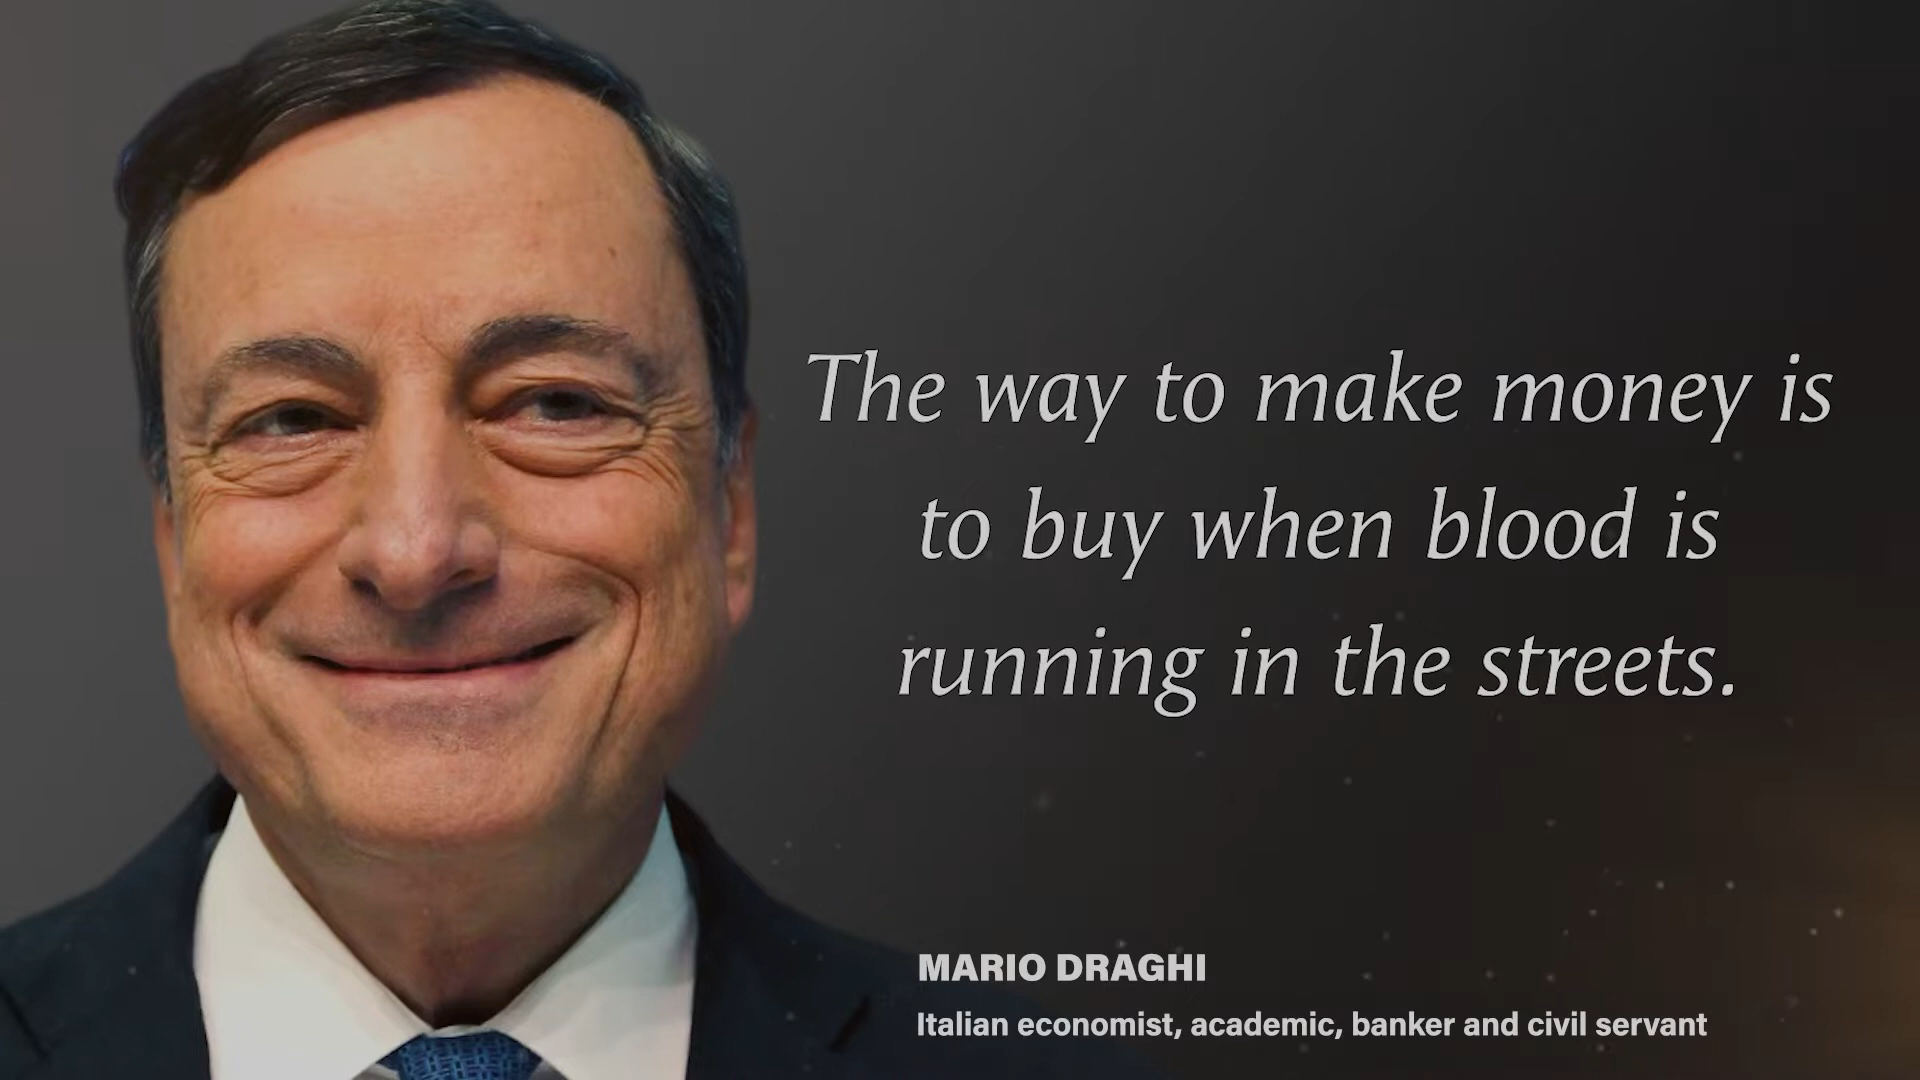 The way to make money is
to buy when blood is
running in the streets.
MARIO DRAGHI
Italian economist, academic, banker and civil servant